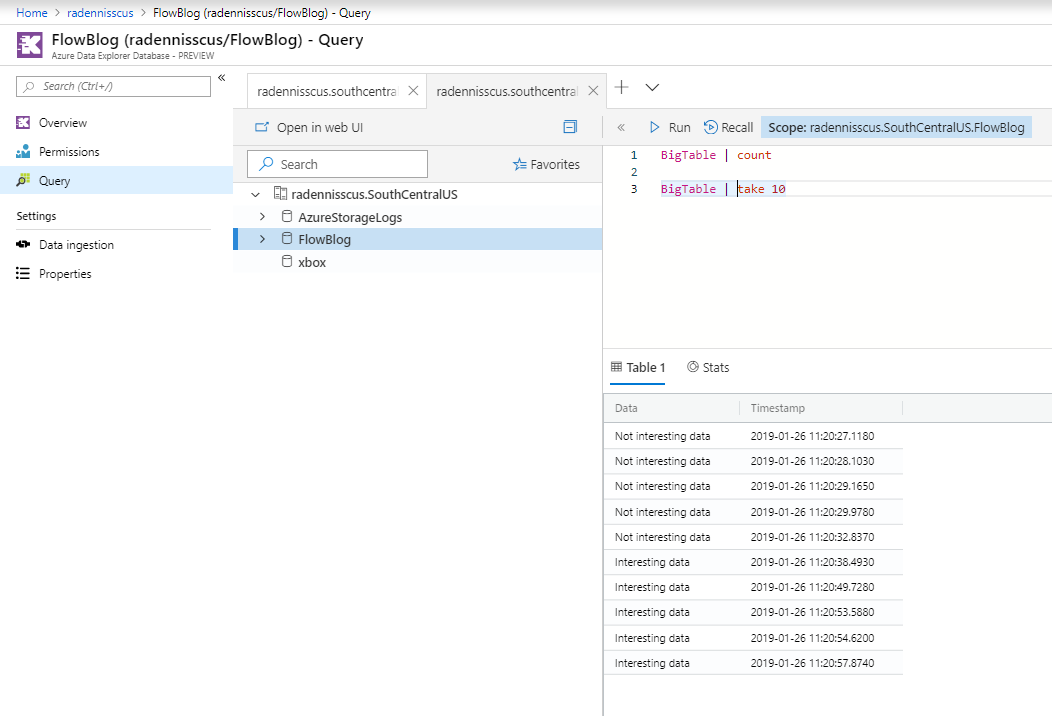 Home > radennisscus > FlowBlog (radennisscus/FlowBlog) - Query
FlowBlog (radennisscus/FlowBlog) - Query
Azure Data Explorer Database - PREVIEW
Search (Ctrl+/)
«
Overview
Permissions
Query
Settings
Data ingestion
Properties
radennisscus.southcentral
radennisscus.southcentral
Open in web UI
Search
Favorites
radennisscus.SouthCentralUS
AzureStorageLogs
FlowBlog
xbox
« Run Recall Scope: radennisscus.SouthCentralUS.FlowBlog
1 BigTable | count
2
3 BigTable | take 10
Table 1 Stats
Data Timestamp
Not interesting data 2019-01-26 11:20:27.1180
Not interesting data 2019-01-26 11:20:28.1030
Not interesting data 2019-01-26 11:20:29.1650
Not interesting data 2019-01-26 11:20:29.9780
Not interesting data 2019-01-26 11:20:32.8370
Interesting data 2019-01-26 11:20:38.4930
Interesting data 2019-01-26 11:20:49.7280
Interesting data 2019-01-26 11:20:53.5880
Interesting data 2019-01-26 11:20:54.6200
Interesting data 2019-01-26 11:20:57.8740